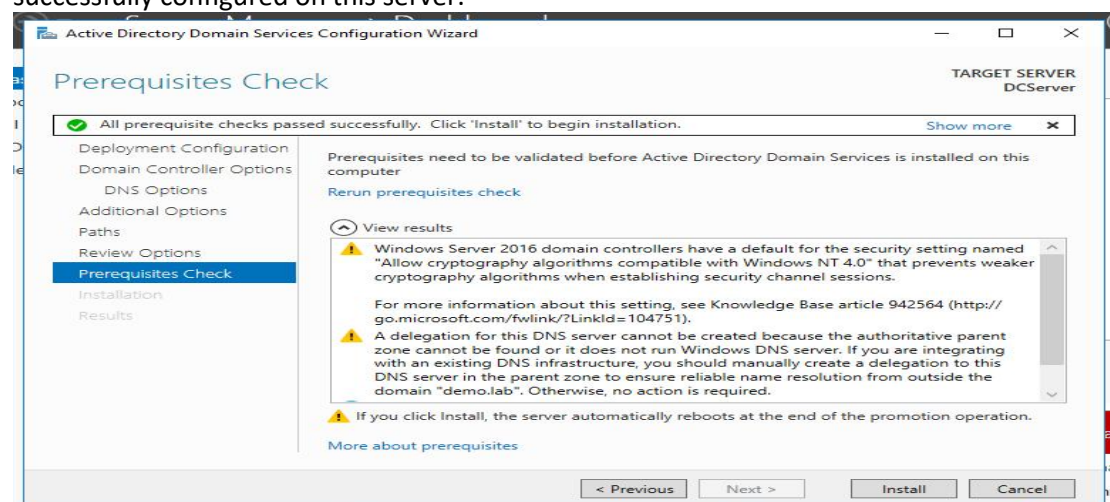 successfully configured on this server.
Active Directory Domain Services Configuration Wizard
Prerequisites Check
TARGET SERVER
DCServer
All prerequisite checks passed successfully. Click 'Install' to begin installation.
Show more
Deployment Configuration
Domain Controller Options
DNS Options
Additional Options
Paths
Review Options
Prerequisites Check
Installation
Results
Prerequisites need to be validated before Active Directory Domain Services is installed on this
computer
Rerun prerequisites check
View results
Windows Server 2016 domain controllers have a default for the security setting named
"Allow cryptography algorithms compatible with Windows NT 4.0" that prevents weaker
cryptography algorithms when establishing security channel sessions.
For more information about this setting, see Knowledge Base article 942564 (http://
go.microsoft.com/fwlink/?LinkId=104751).
A delegation for this DNS server cannot be created because the authoritative parent
zone cannot be found or it does not run Windows DNS server. If you are integrating
with an existing DNS infrastructure, you should manually create a delegation to this
DNS server in the parent zone to ensure reliable name resolution from outside the
domain "demo.lab". Otherwise, no action is required.
If you click Install, the server automatically reboots at the end of the promotion operation.
More about prerequisites
< Previous
Next >
Install
Cancel